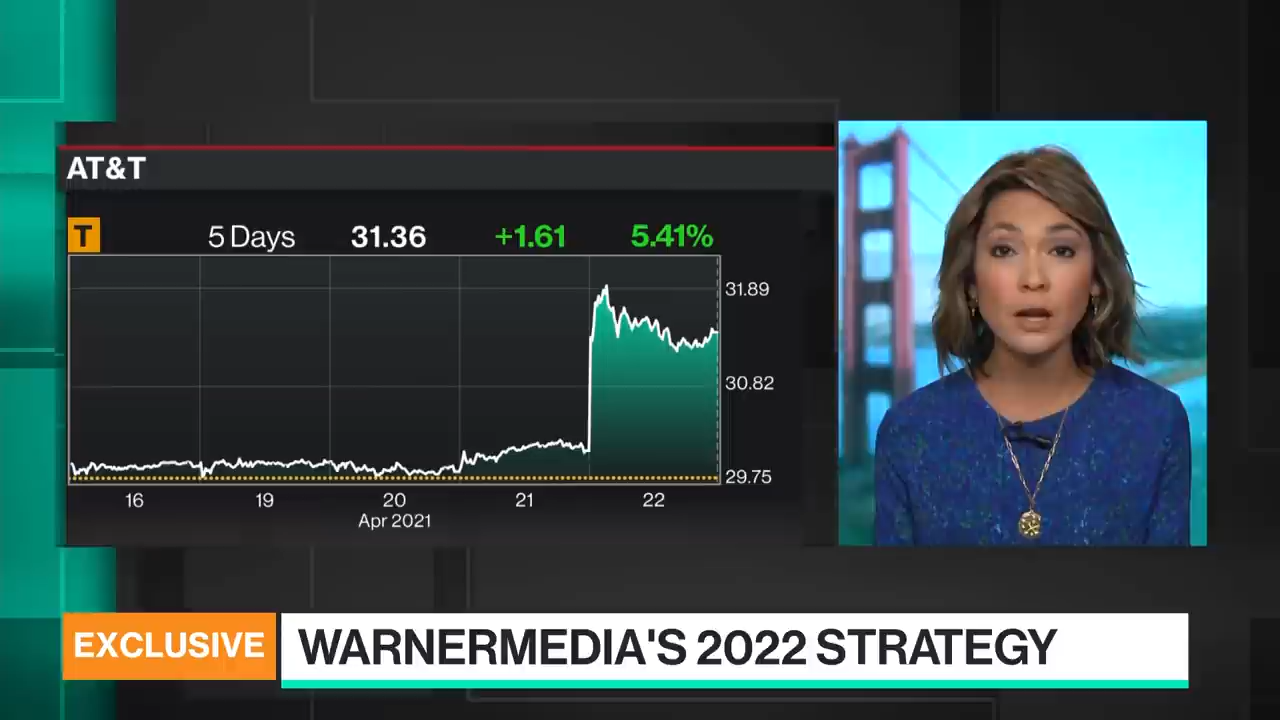 AT&T
T 5 Days 31.36 +1.61 5.41%
31.89
30.82
29.75
16 19 20 21 22
Apr 2021
EXCLUSIVE WARNERMEDIA'S 2022 STRATEGY